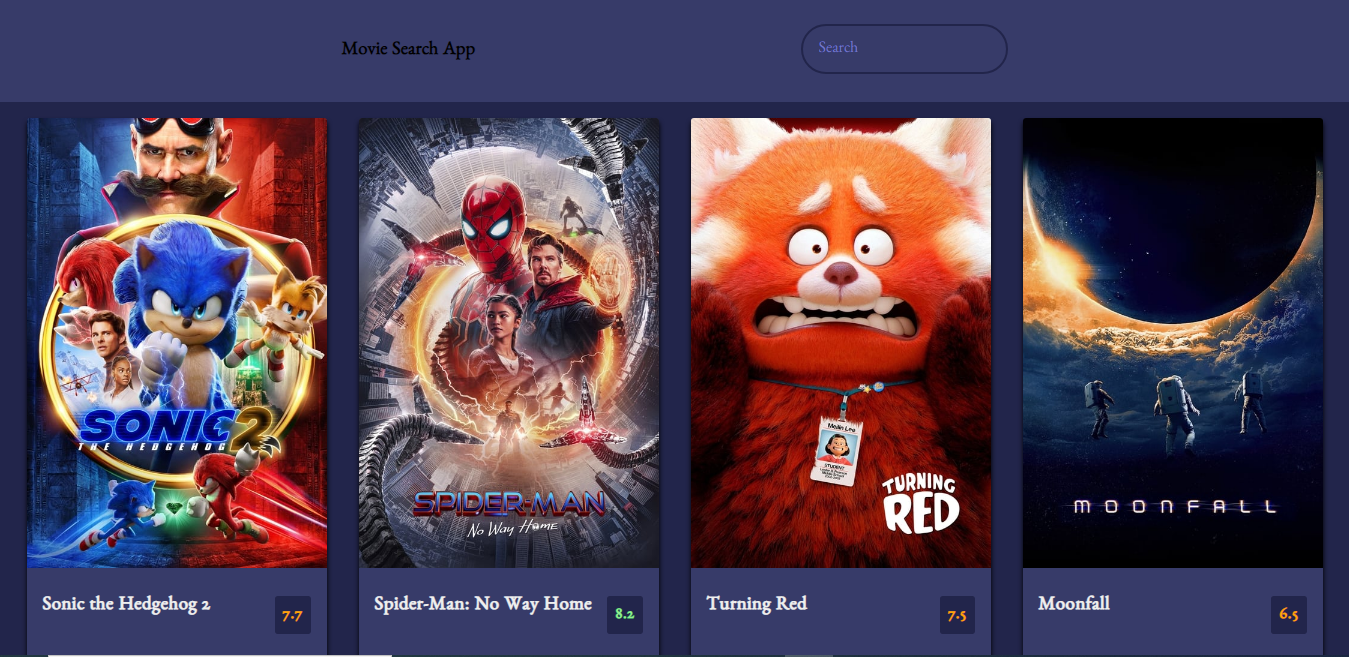 Movie Search App
Search
SONIC 2
THE HEDGEHOG
SPIDER-MAN
No Way Home
Meilin Lee
STUDENT
TURNING
RED
MOONFALL
Sonic the Hedgehog 2
7.7
Spider-Man: No Way Home
8.2
Turning Red
7.5
Moonfall
6.5